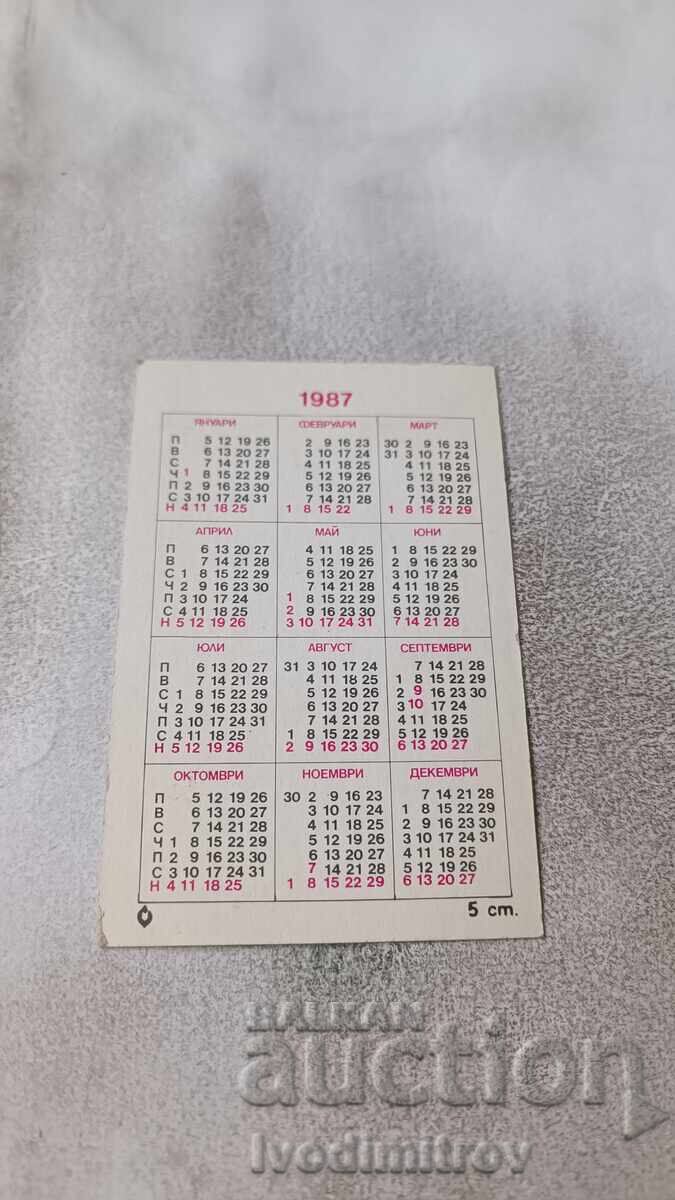 1987
ЯНУАРИ ФЕВРУАРИ МАРТ
П 5 12 19 26 2 9 16 23 30 2 9 16 23
В 6 13 20 27 3 10 17 24 31 3 10 17 24
С 7 14 21 28 4 11 18 25 4 11 18 25
Ч 1 8 15 22 29 5 12 19 26 5 12 19 26
П 2 9 16 23 30 6 13 20 27 6 13 20 27
С 3 10 17 24 31 7 14 21 28 7 14 21 28
Н 4 11 18 25 1 8 15 22 1 8 15 22 29
АПРИЛ МАЙ ЮНИ
П 6 13 20 27 4 11 18 25 1 8 15 22 29
В 7 14 21 28 5 12 19 26 2 9 16 23 30
С 1 8 15 22 29 6 13 20 27 3 10 17 24
Ч 2 9 16 23 30 7 14 21 28 4 11 18 25
П 3 10 17 24 1 8 15 22 29 5 12 19 26
С 4 11 18 25 2 9 16 23 30 6 13 20 27
Н 5 12 19 26 3 10 17 24 31 7 14 21 28
ЮЛИ АВГУСТ СЕПТЕМВРИ
П 6 13 20 27 31 3 10 17 24 7 14 21 28
В 7 14 21 28 4 11 18 25 1 8 15 22 29
С 1 8 15 22 29 5 12 19 26 2 9 16 23 30
Ч 2 9 16 23 30 6 13 20 27 3 10 17 24
П 3 10 17 24 31 7 14 21 28 4 11 18 25
С 4 11 18 25 1 8 15 22 29 5 12 19 26
Н 5 12 19 26 2 9 16 23 30 6 13 20 27
ОКТОМВРИ НОЕМВРИ ДЕКЕМВРИ
П 5 12 19 26 30 2 9 16 23 7 14 21 28
В 6 13 20 27 3 10 17 24 1 8 15 22 29
С 7 14 21 28 4 11 18 25 2 9 16 23 30
Ч 1 8 15 22 29 5 12 19 26 3 10 17 24 31
П 2 9 16 23 30 6 13 20 27 4 11 18 25
С 3 10 17 24 31 7 14 21 28 5 12 19 26
Н 4 11 18 25 1 8 15 22 29 6 13 20 27
5 cm.
BALKAN
auction
Ivodimitrov